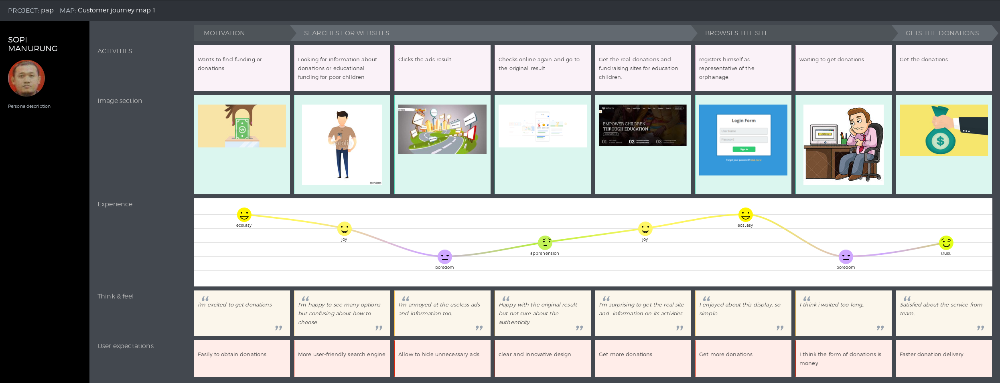 PROJECT: pap MAP: Customer journey map 1
SOPI
MANURUNG
Persona description
MOTIVATION
SEARCHES FOR WEBSITES
BROWSES THE SITE
GETS THE DONATIONS
ACTIVITIES
Wants to find funding or
donations.
Looking for information about
donations or educational
funding for poor children
Clicks the ads result.
Checks online again and go to
the original result.
Get the real donations and
fundraising sites for education
children.
registers himself as
representative of the
orphanage.
waiting to get donations.
Get the donations.
Image section
fotolia
#187569899
ETING
MARKETING
EMPOWER CHILDREN
THROUGH EDUCATION
JOIN WITH US
01
02
03
Login Form
User Name
Password
Sign in
Forgot your password? Click Here!
LOADING...
Experience
ecstasy
joy
boredom
apprehension
joy
ecstasy
boredom
trust
Think & feel
“
i'm excited to get donations
”
“
I'm happy to see many options
but confusing about how to
choose
”
“
I'm annoyed at the useless ads
and information too.
”
“
Happy with the original result
but not sure about the
authenticity
”
“
I'm surprising to get the real site
and  information on its activities.
”
“
I enjoyed about this display. so
simple.
”
“
I think i waited too long..
”
“
Satisfied about the service from
team.
”
User expectations
Easily to obtain donations
More user-friendly search engine
Allow to hide unnecessary ads
clear and innovative design
Get more donations
Get more donations
I think the form of donations is
money
Faster donation delivery